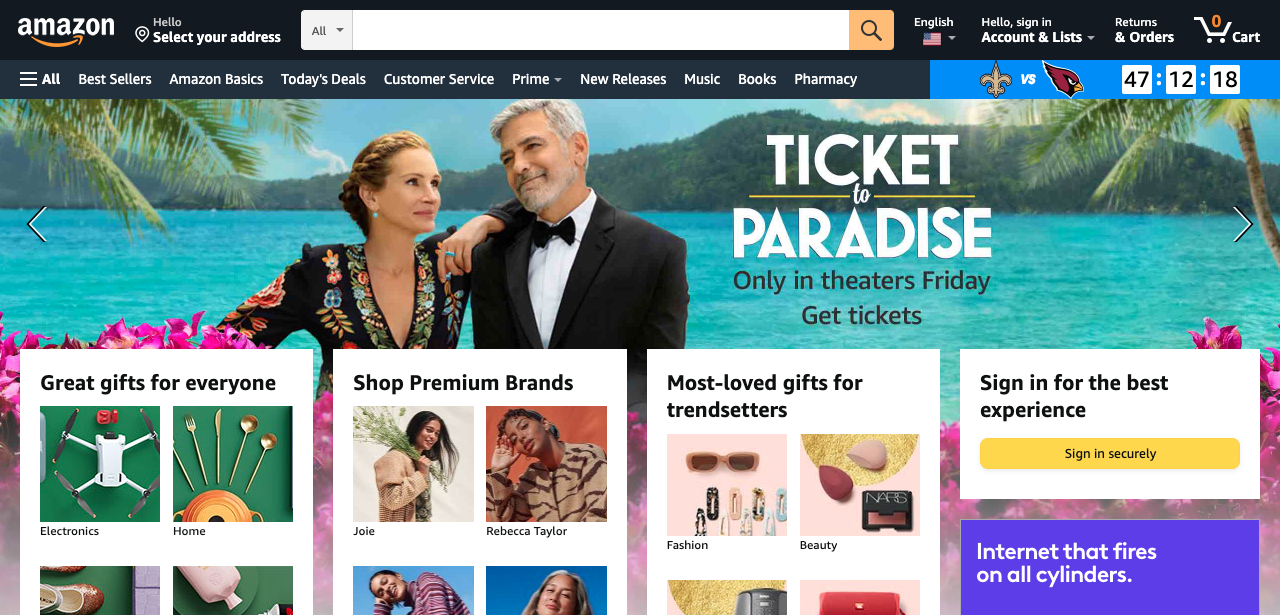 amazon
Hello
Select your address
All
English
Hello, sign in
Account & Lists
Returns
& Orders
0
Cart
All
Best Sellers
Amazon Basics
Today's Deals
Customer Service
Prime
New Releases
Music
Books
Pharmacy
VS
47 : 12 : 18
TICKET
to
PARADISE
Only in theaters Friday
Get tickets
Great gifts for everyone
Electronics
Home
Shop Premium Brands
Joie
Rebecca Taylor
Most-loved gifts for
trendsetters
NARS
Fashion
Beauty
Sign in for the best
experience
Sign in securely
Internet that fires
on all cylinders.